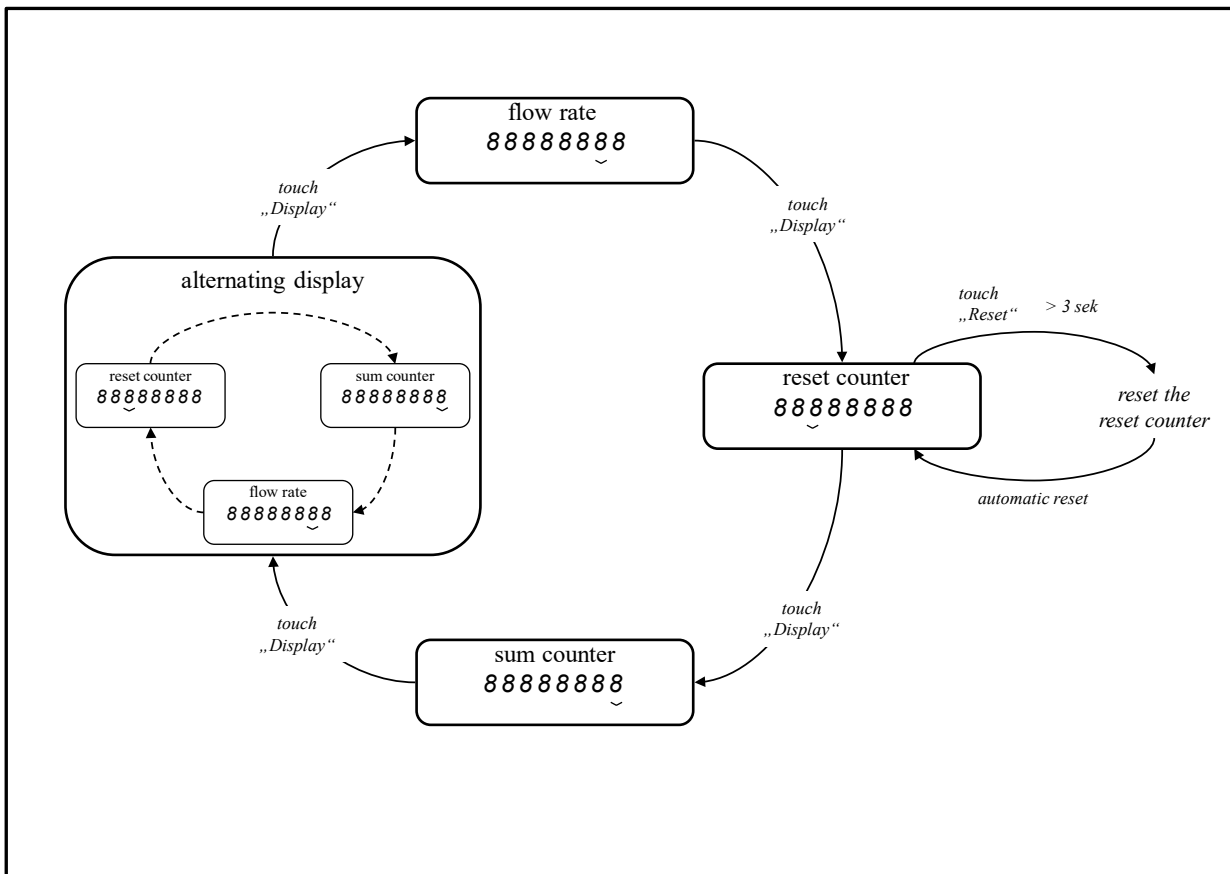 flow rate
88888888
touch
„Display“
touch
„Display“
alternating display
reset counter
88888888
sum counter
88888888
flow rate
88888888
touch
„Reset“ > 3 sek
reset counter
88888888
reset the
reset counter
automatic reset
touch
„Display“
touch
„Display“
sum counter
88888888